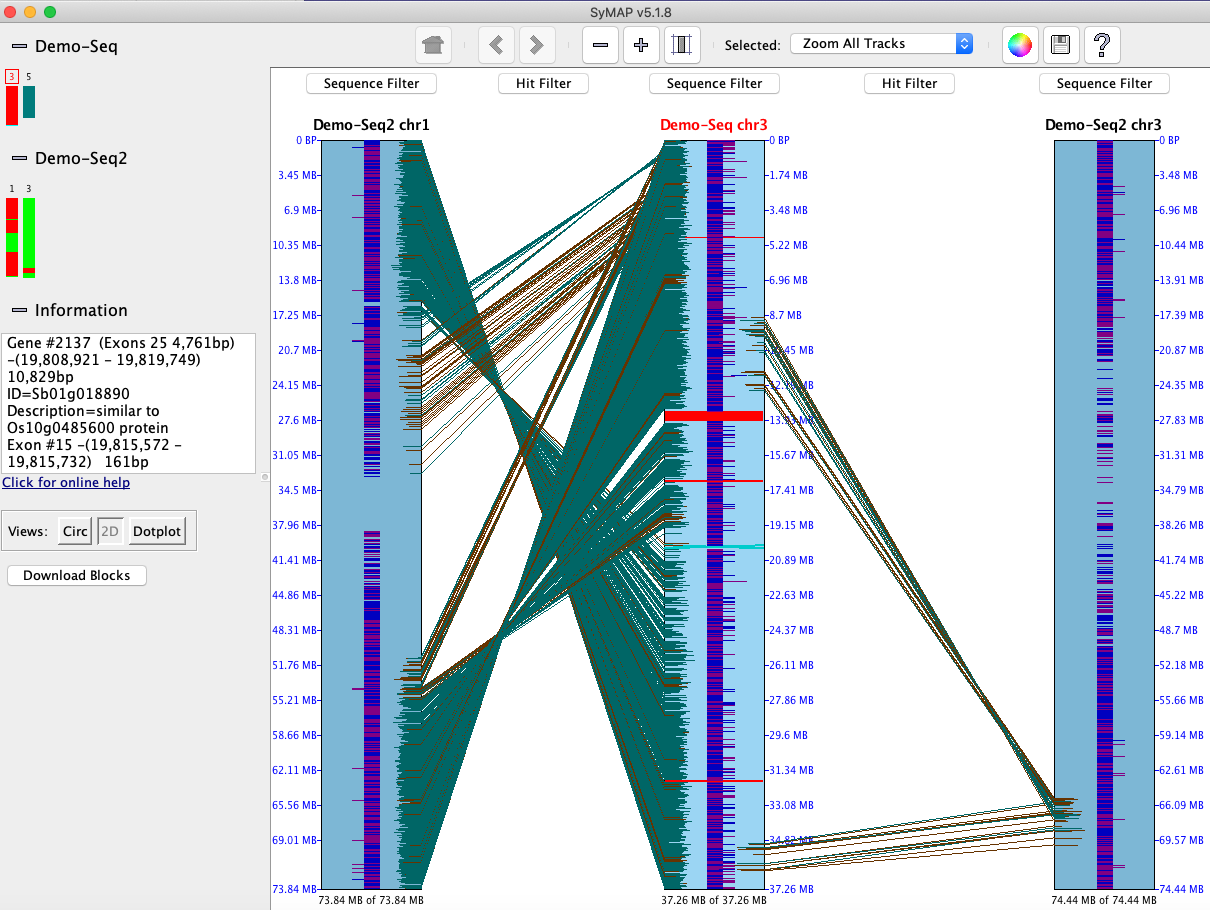 SyMAP v5.1.8
Demo-Seq
3 5
Demo-Seq2
1 3
Information
Gene #2137 (Exons 25 4,761bp)
-(19,808,921 - 19,819,749)
10,829bp
ID=Sb01g018890
Description=similar to
Os10g0485600 protein
Exon #15 -(19,815,572 -
19,815,732) 161bp
Click for online help
Views: Circ 2D Dotplot
Download Blocks
Selected: Zoom All Tracks
?
Sequence Filter Hit Filter Sequence Filter Hit Filter Sequence Filter
Demo-Seq2 chr1
0 BP
3.45 MB
6.9 MB
10.35 MB
13.8 MB
17.25 MB
20.7 MB
24.15 MB
27.6 MB
31.05 MB
34.5 MB
37.96 MB
41.41 MB
44.86 MB
48.31 MB
51.76 MB
55.21 MB
58.66 MB
62.11 MB
65.56 MB
69.01 MB
73.84 MB
73.84 MB of 73.84 MB
Demo-Seq chr3
0 BP
1.74 MB
3.48 MB
5.22 MB
6.96 MB
8.7 MB
15.67 MB
17.41 MB
19.15 MB
20.89 MB
22.63 MB
24.37 MB
26.11 MB
27.86 MB
29.6 MB
31.34 MB
33.08 MB
34.82 MB
37.26 MB
37.26 MB of 37.26 MB
Demo-Seq2 chr3
0 BP
3.48 MB
6.96 MB
10.44 MB
13.91 MB
17.39 MB
20.87 MB
24.35 MB
27.83 MB
31.31 MB
34.79 MB
38.26 MB
41.74 MB
45.22 MB
48.7 MB
52.18 MB
55.66 MB
59.14 MB
62.61 MB
66.09 MB
69.57 MB
74.44 MB
74.44 MB of 74.44 MB